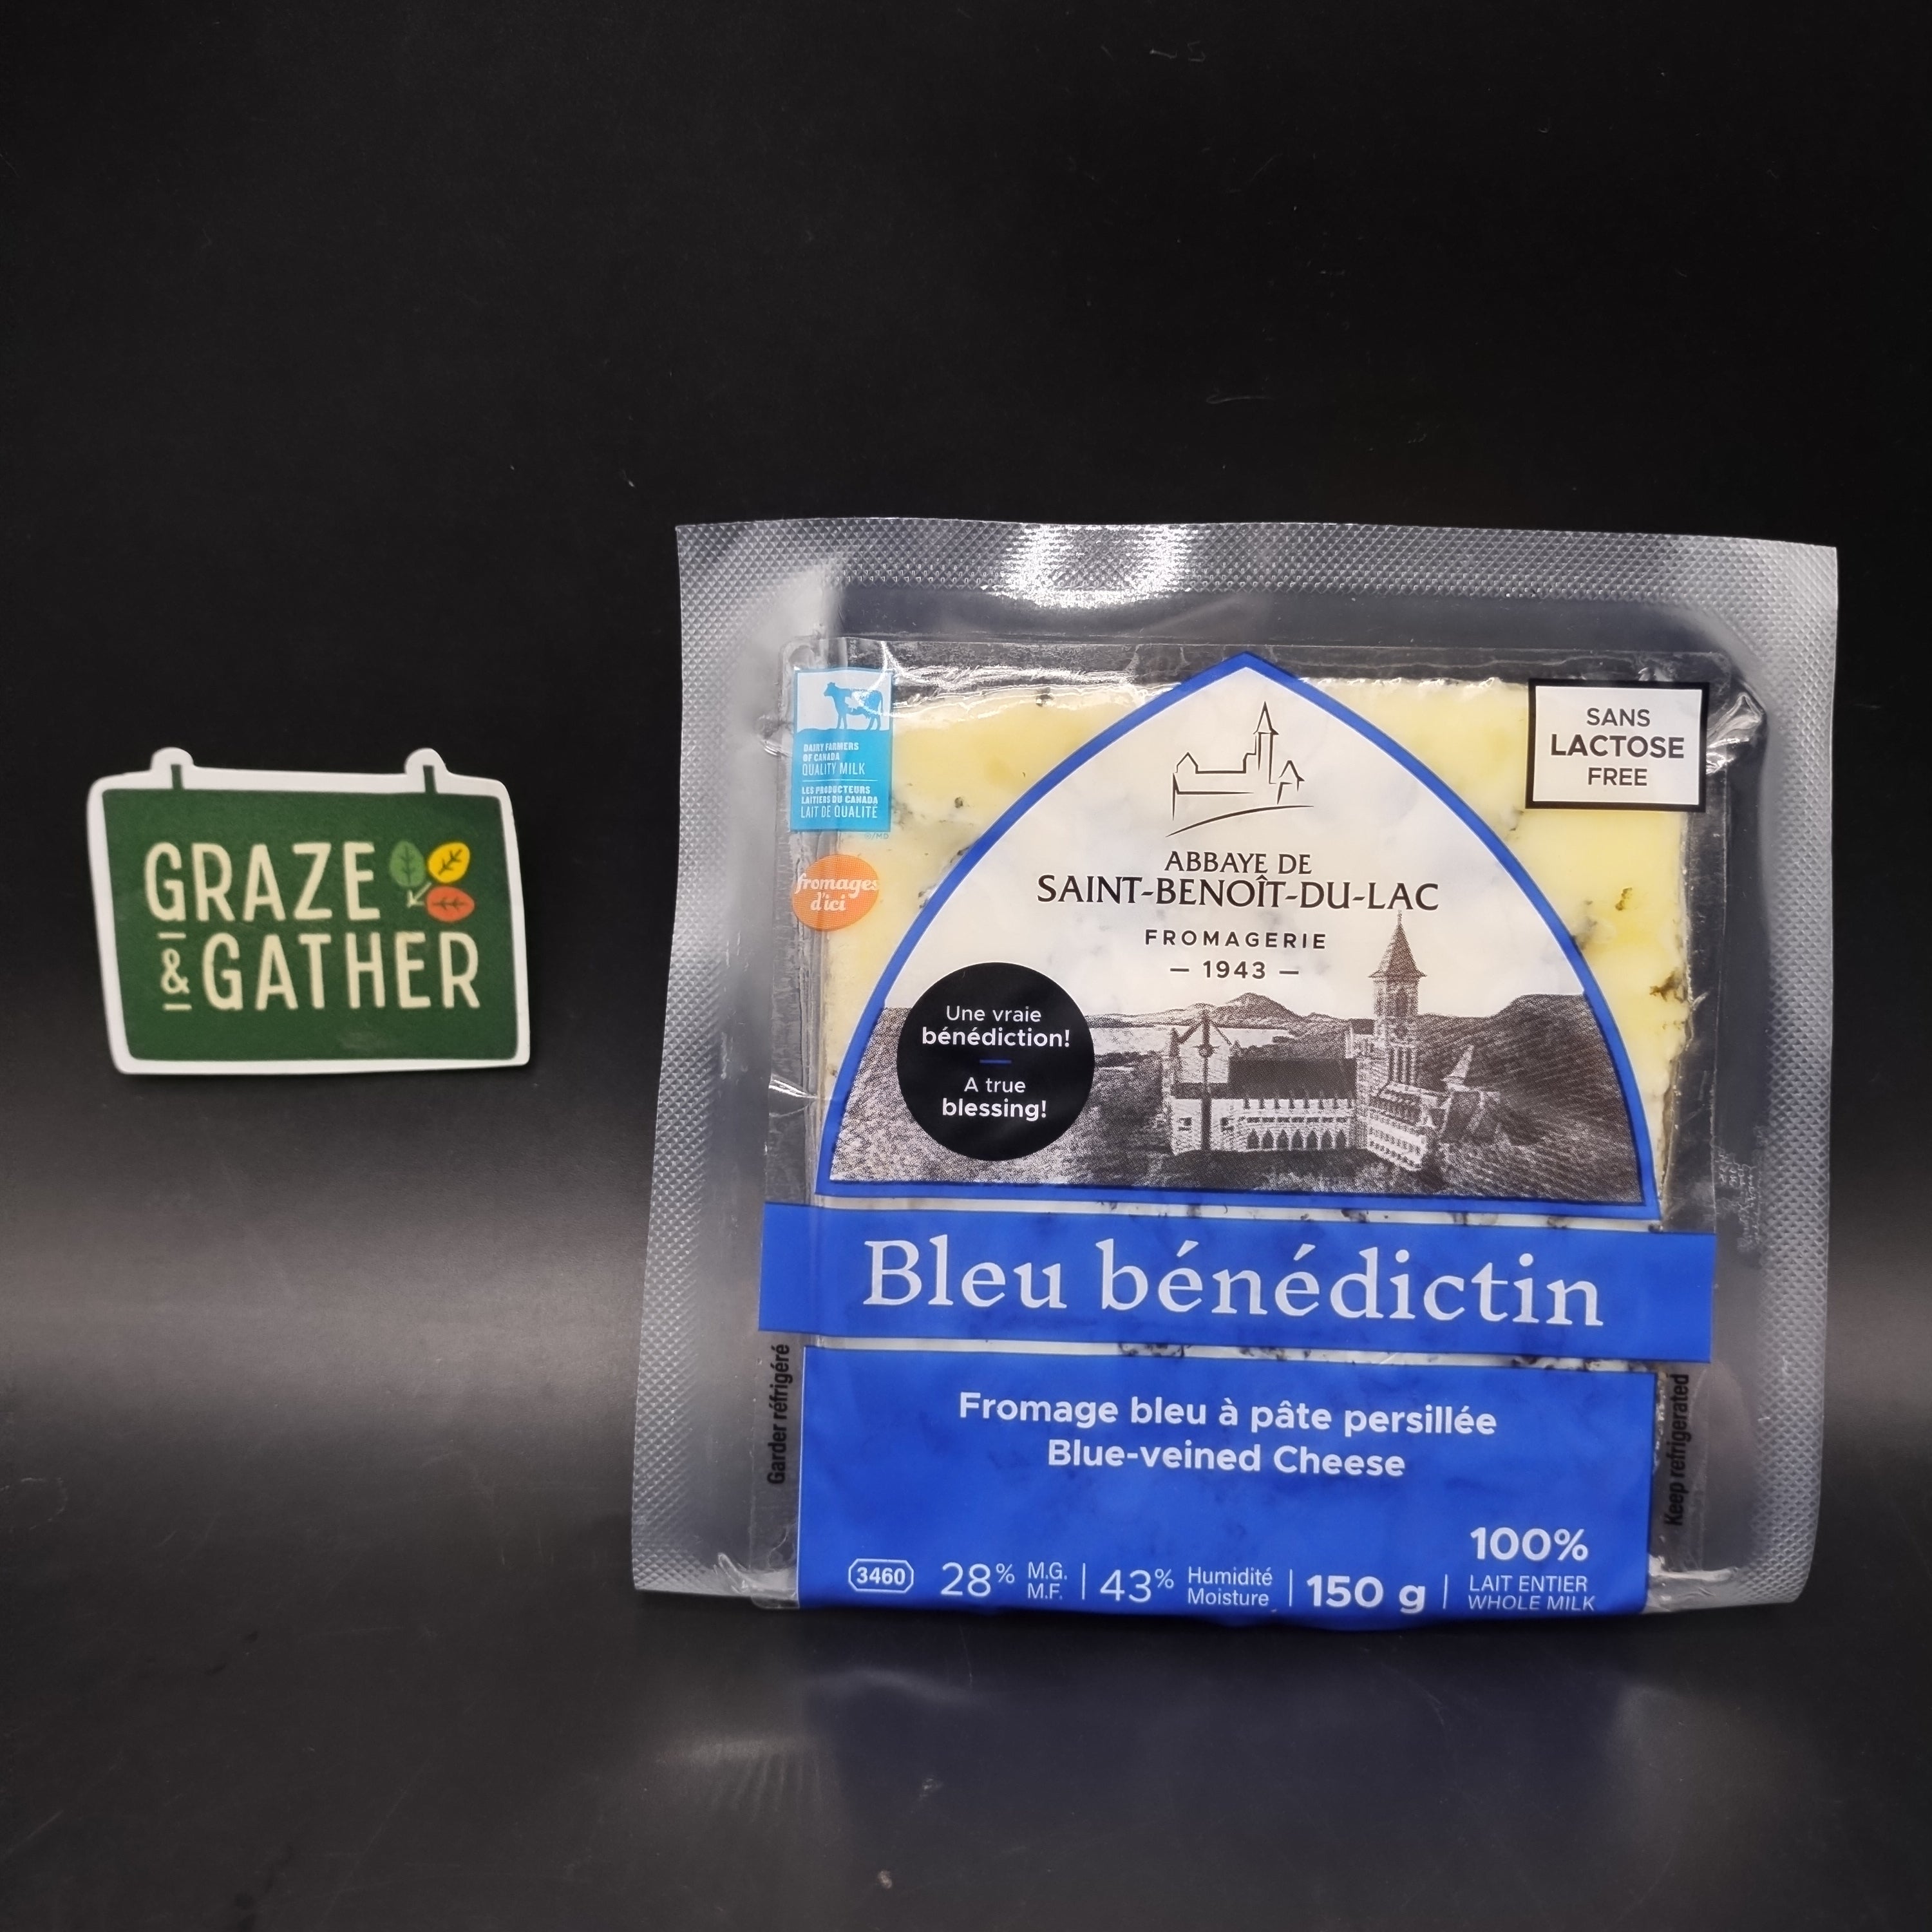 GRAZE
& GATHER
DAIRY FARMERS
OF CANADA
QUALITY MILK
LES PRODUCTEURS
LAITIERS DU CANADA
LAIT DE QUALITÉ
®/MD
fromages
d'ici
SANS
LACTOSE
FREE
ABBAYE DE
SAINT-BENOÎT-DU-LAC
FROMAGERIE
— 1943 —
Une vraie
bénédiction!
A true
blessing!
Bleu bénédictin
Garder réfrigéré
Fromage bleu à pâte persillée
Blue-veined Cheese
Keep refrigerated
3460
28% M.G.
M.F.
43% Humidité
Moisture
150 g
100%
LAIT ENTIER
WHOLE MILK